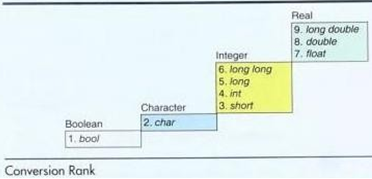 Real
9. long double
8. double
7. float
Integer
6. long long
5. long
4. int
3. short
Character
2. char
Boolean
1. bool
Conversion Rank